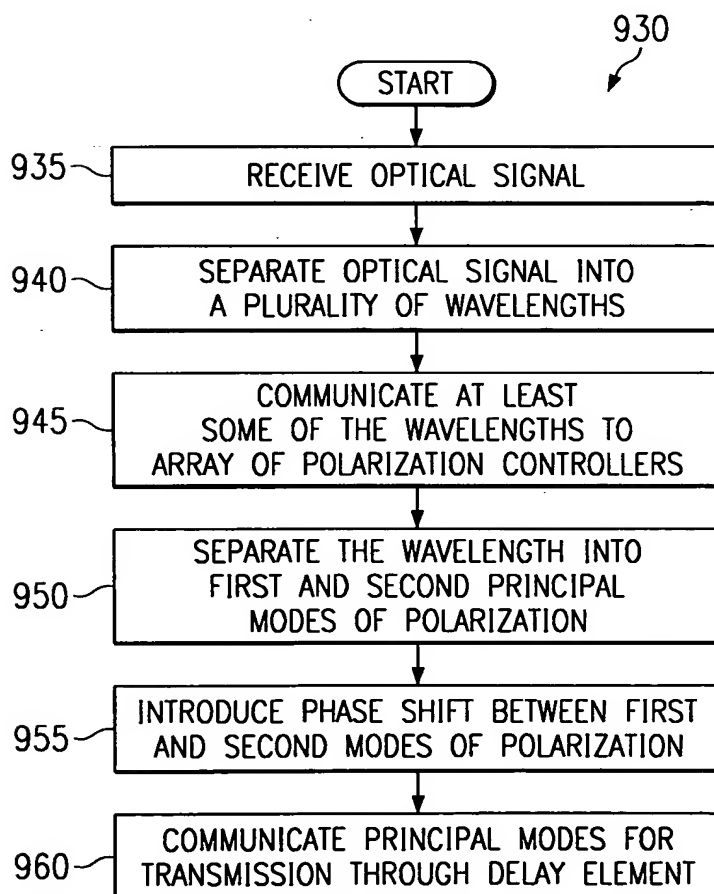 930
START
935
RECEIVE OPTICAL SIGNAL
940
SEPARATE OPTICAL SIGNAL INTO
A PLURALITY OF WAVELENGTHS
945
COMMUNICATE AT LEAST
SOME OF THE WAVELENGTHS TO
ARRAY OF POLARIZATION CONTROLLERS
950
SEPARATE THE WAVELENGTH INTO
FIRST AND SECOND PRINCIPAL
MODES OF POLARIZATION
955
INTRODUCE PHASE SHIFT BETWEEN FIRST
AND SECOND MODES OF POLARIZATION
960
COMMUNICATE PRINCIPAL MODES FOR
TRANSMISSION THROUGH DELAY ELEMENT